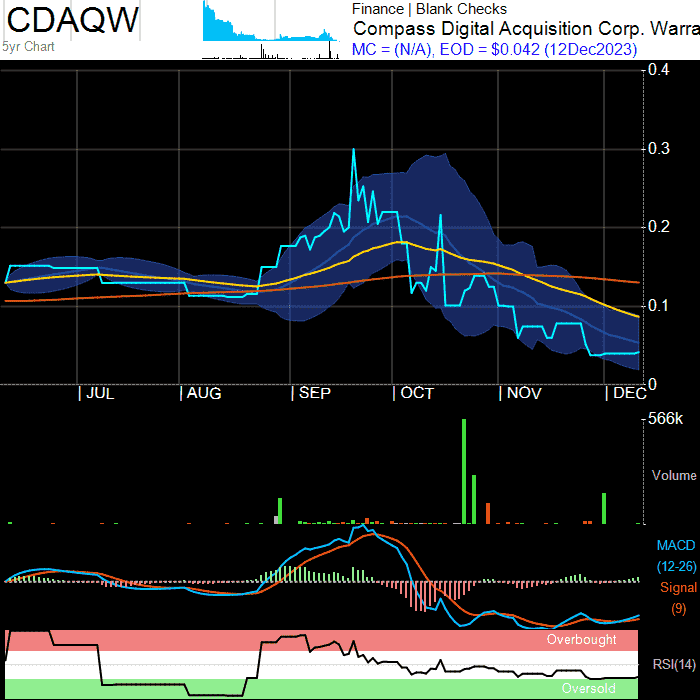 CDAQW
5yr Chart
Finance | Blank Checks
Compass Digital Acquisition Corp. Warra
MC = (N/A), EOD = $0.042 (12Dec2023)
0.4
0.3
0.2
0.1
0
| JUL | AUG | SEP | OCT | NOV | DEC
566k
Volume
MACD
(12-26)
Signal
(9)
Overbought
RSI(14)
Oversold